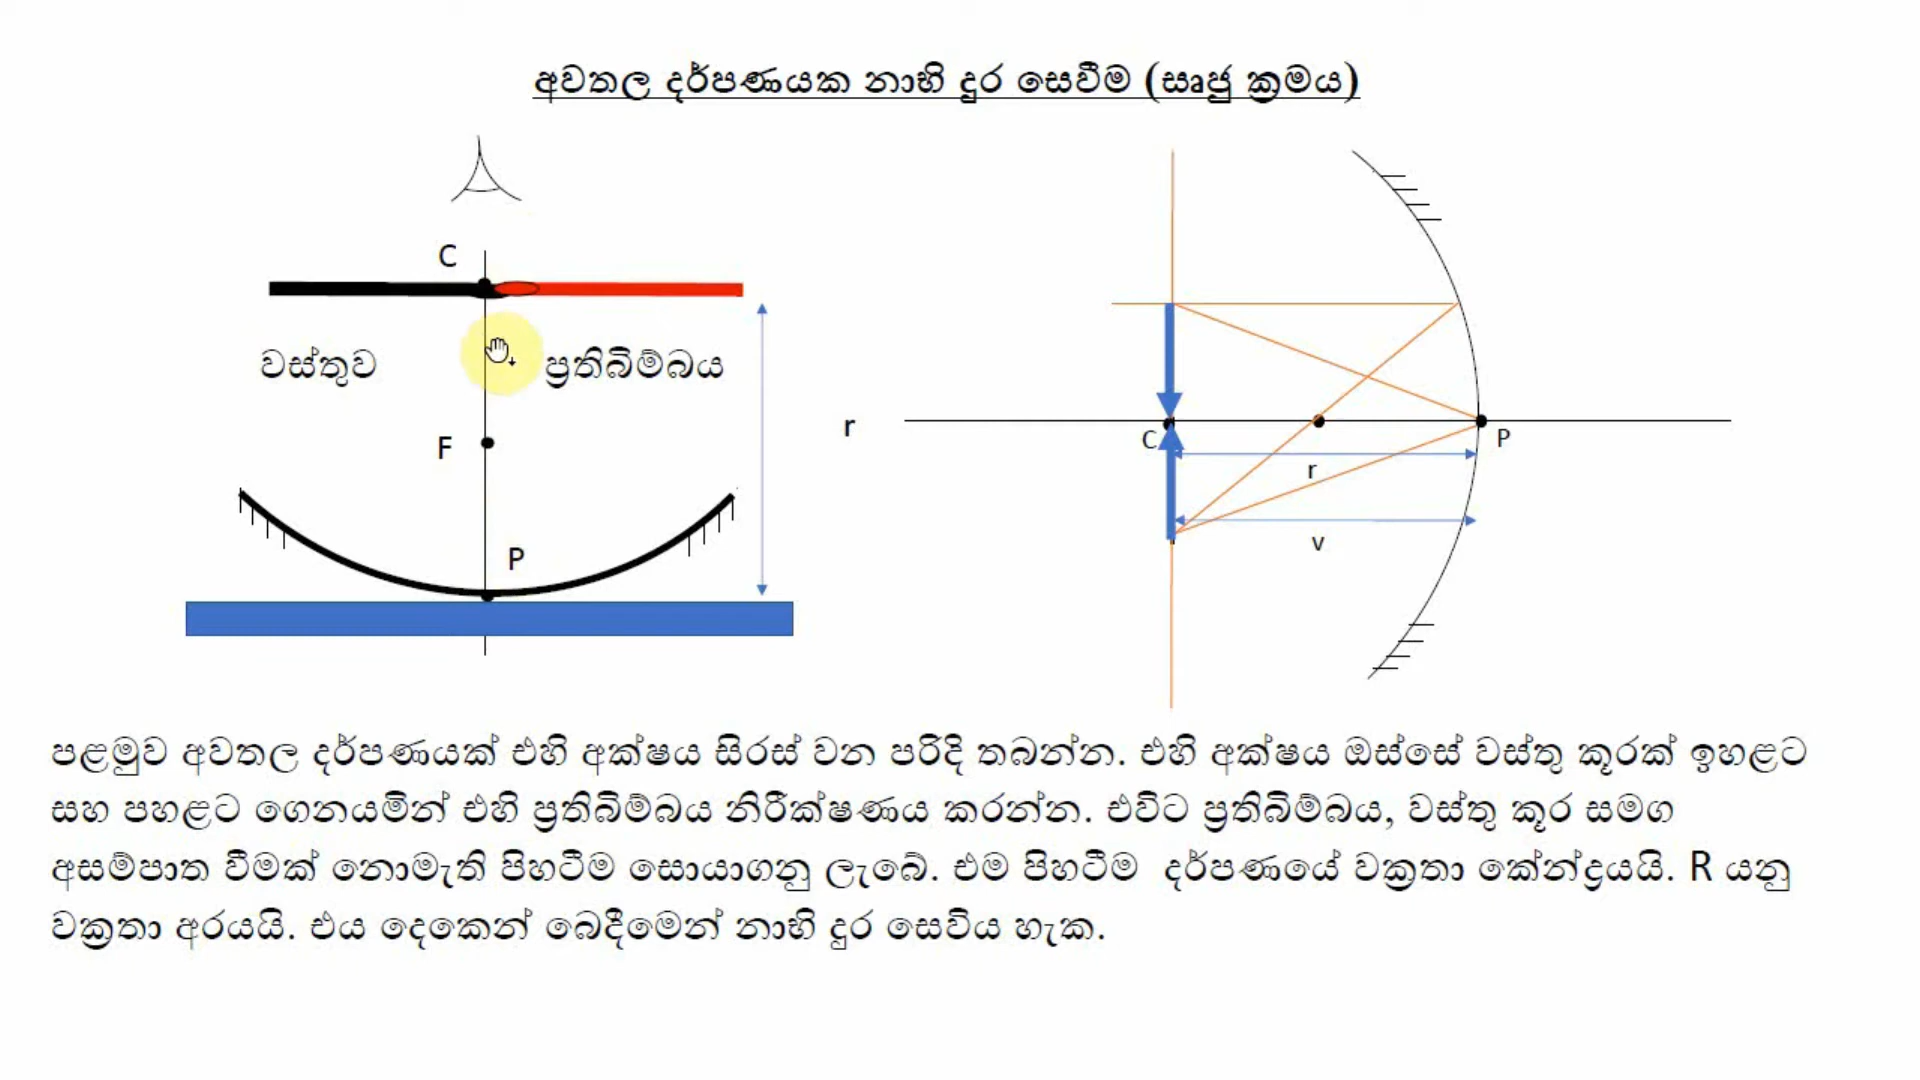 අවතල දර්පණයක නාභි දුර සෙවීම (සෘජු ක්‍රමය)
C
වස්තුව
ප්‍රතිබිම්බය
F
r
P
C
P
r
v
පළමුව අවතල දර්පණයක් එහි අක්ෂය සිරස් වන පරිදි තබන්න. එහි අක්ෂය ඔස්සේ වස්තු කූරක් ඉහළට
සහ පහළට ගෙනයමින් එහි ප්‍රතිබිම්බය නිරීක්ෂණය කරන්න. එවිට ප්‍රතිබිම්බය, වස්තු කූර සමග
අසම්පාත වීමක් නොමැති පිහටීම සොයාගනු ලැබේ. එම පිහටීම දර්පණයේ වක්‍රතා කේන්ද්‍රයයි. R යනු
වක්‍රතා අරයයි. එය දෙකෙන් බෙදීමෙන් නාභි දුර සෙවිය හැක.